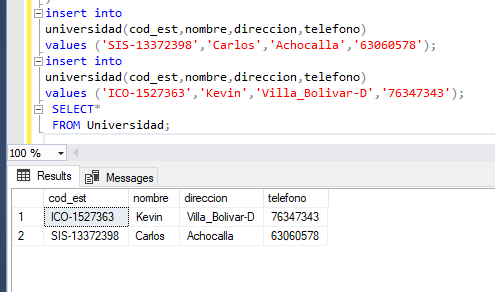 insert into
universidad(cod_est,nombre,direccion,telefono)
values ('SIS-13372398','Carlos','Achocalla','63060578');
insert into
universidad(cod_est,nombre,direccion,telefono)
values ('ICO-1527363','Kevin','Villa_Bolivar-D','76347343');
SELECT*
FROM Universidad;
100 %
Results Messages
cod_est nombre direccion telefono
1 ICO-1527363 Kevin Villa_Bolivar-D 76347343
2 SIS-13372398 Carlos Achocalla 63060578